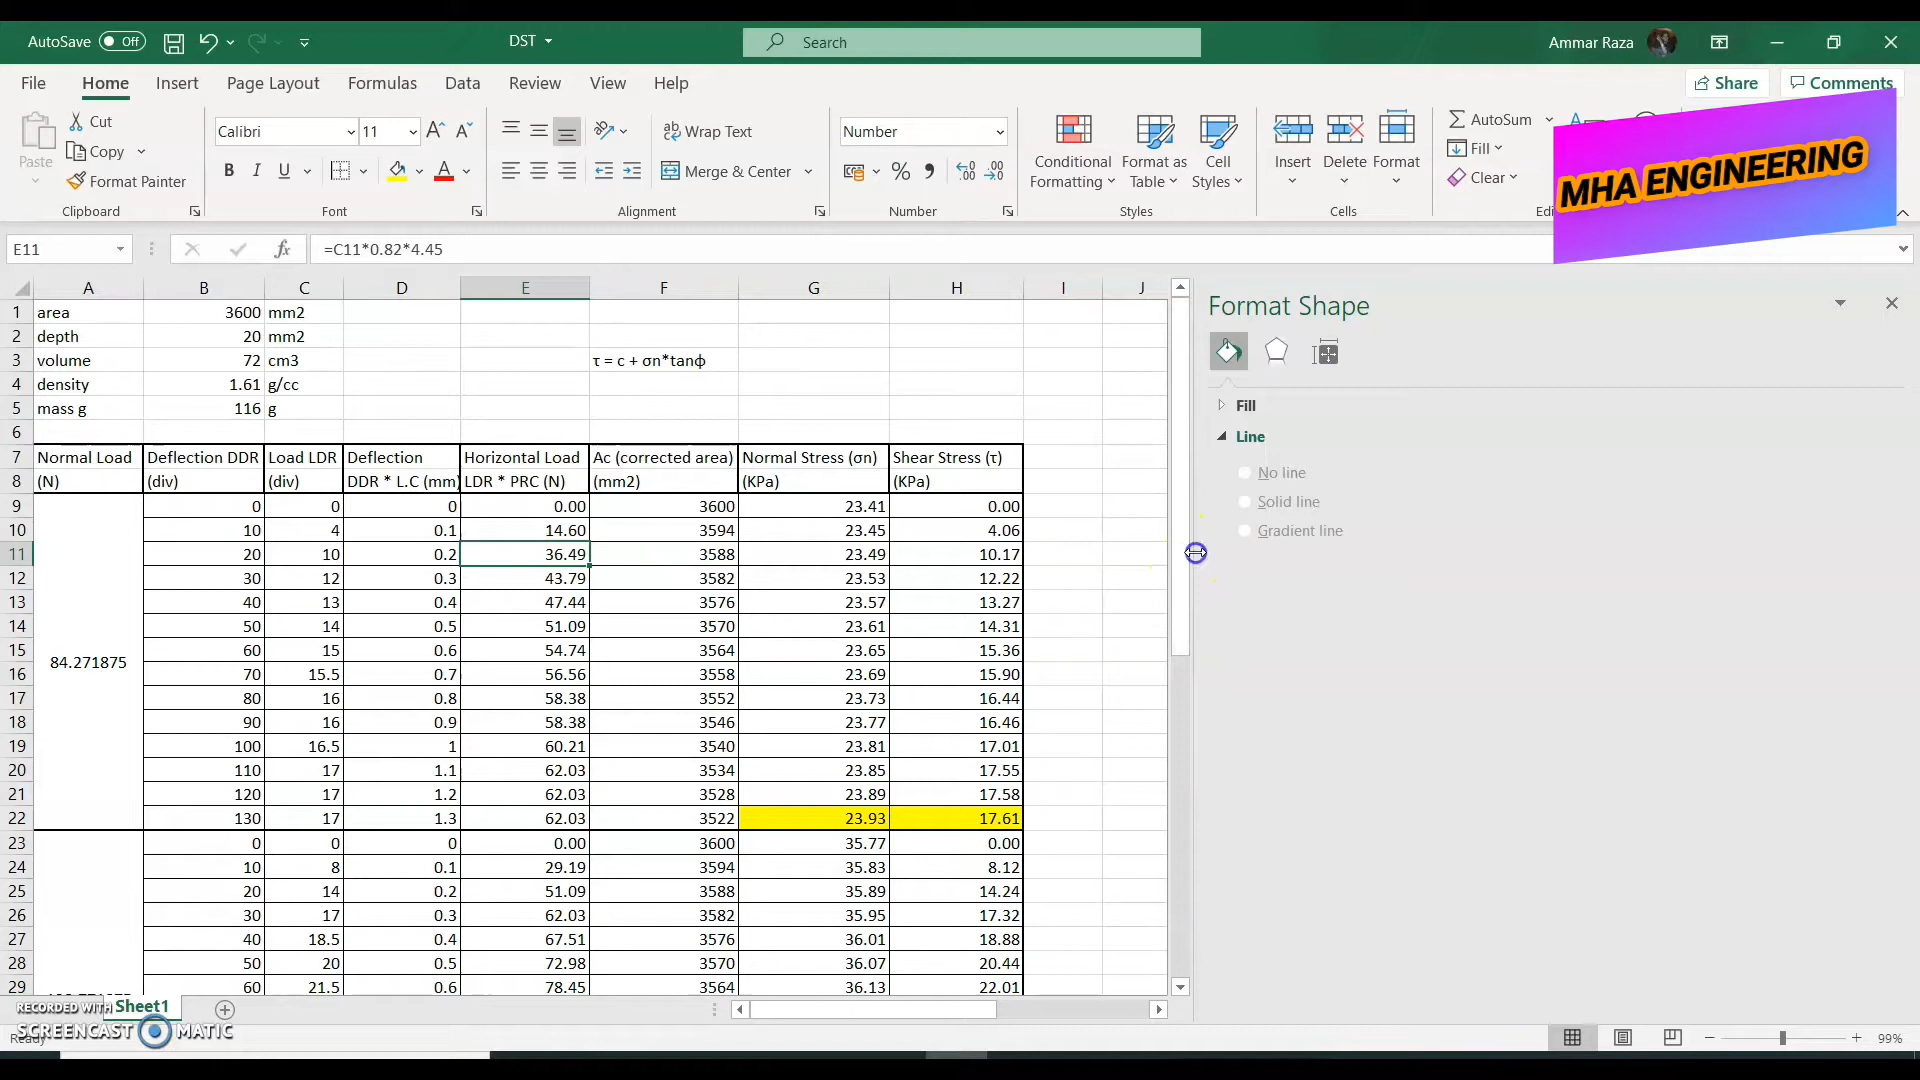 AutoSave Off DST Search Ammar Raza
File Home Insert Page Layout Formulas Data Review View Help Share Comments
Cut Calibri 11 Wrap Text Number AutoSum
Paste Copy Conditional Format as Cell Insert Delete Format Fill
Format Painter B I U Merge & Center % Formatting Table Styles Clear
Clipboard Font Alignment Number Styles Cells
MHA ENGINEERING
E11 fx =C11*0.82*4.45
A B C D E F G H I J
1 area 3600 mm2
2 depth 20 mm2
3 volume 72 cm3 τ = c + σn*tanϕ
4 density 1.61 g/cc
5 mass g 116 g
6
7 Normal Load Deflection DDR Load LDR Deflection Horizontal Load Ac (corrected area) Normal Stress (σn) Shear Stress (τ)
8 (N) (div) (div) DDR * L.C (mm) LDR * PRC (N) (mm2) (KPa) (KPa)
9 0 0 0 0.00 3600 23.41 0.00
10 10 4 0.1 14.60 3594 23.45 4.06
11 20 10 0.2 36.49 3588 23.49 10.17
12 30 12 0.3 43.79 3582 23.53 12.22
13 40 13 0.4 47.44 3576 23.57 13.27
14 50 14 0.5 51.09 3570 23.61 14.31
15 84.271875 60 15 0.6 54.74 3564 23.65 15.36
16 70 15.5 0.7 56.56 3558 23.69 15.90
17 80 16 0.8 58.38 3552 23.73 16.44
18 90 16 0.9 58.38 3546 23.77 16.46
19 100 16.5 1 60.21 3540 23.81 17.01
20 110 17 1.1 62.03 3534 23.85 17.55
21 120 17 1.2 62.03 3528 23.89 17.58
22 130 17 1.3 62.03 3522 23.93 17.61
23 0 0 0 0.00 3600 35.77 0.00
24 10 8 0.1 29.19 3594 35.83 8.12
25 20 14 0.2 51.09 3588 35.89 14.24
26 30 17 0.3 62.03 3582 35.95 17.32
27 40 18.5 0.4 67.51 3576 36.01 18.88
28 50 20 0.5 72.98 3570 36.07 20.44
29 60 21.5 0.6 78.45 3564 36.13 22.01
Format Shape
Fill
Line
No line
Solid line
Gradient line
RECORDED WITH Sheet1
SCREENCAST MATIC
Ready 99%